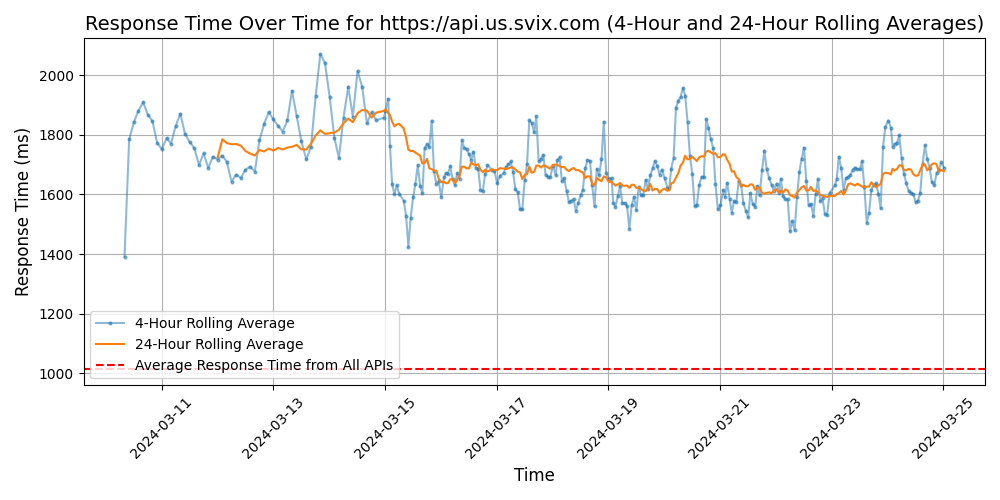 Response Time Over Time for https://api.us.svix.com (4-Hour and 24-Hour Rolling Averages)
Response Time (ms)
2000
1800
1600
1400
1200
1000
4-Hour Rolling Average
24-Hour Rolling Average
Average Response Time from All APIs
2024-03-11
2024-03-13
2024-03-15
2024-03-17
2024-03-19
2024-03-21
2024-03-23
2024-03-25
Time